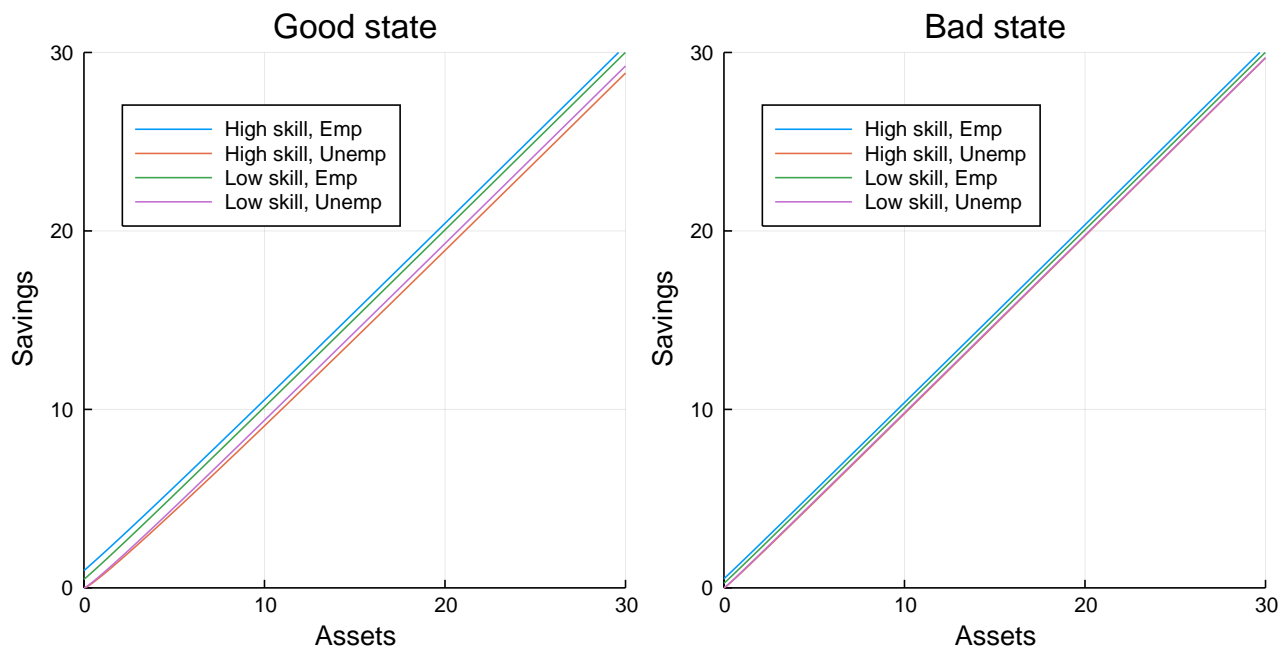 Good state
30
20
10
0
0
10
20
30
Savings
Assets
High skill, Emp
High skill, Unemp
Low skill, Emp
Low skill, Unemp
Bad state
30
20
10
0
0
10
20
30
Savings
Assets
High skill, Emp
High skill, Unemp
Low skill, Emp
Low skill, Unemp